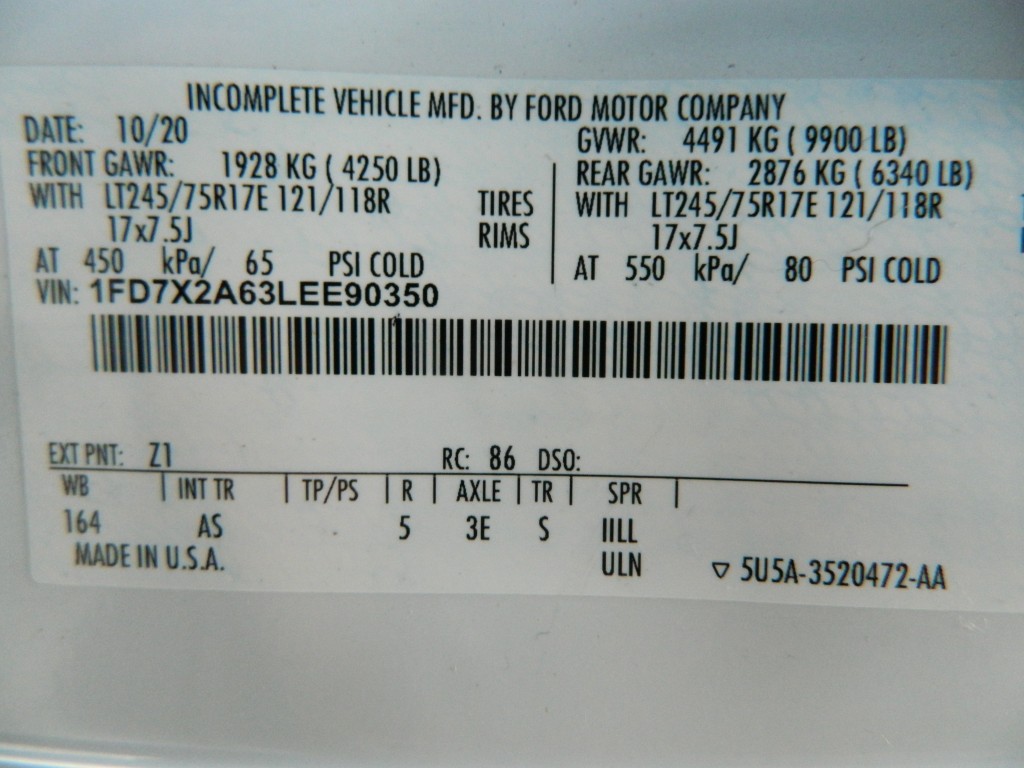 INCOMPLETE VEHICLE MFD. BY FORD MOTOR COMPANY
DATE: 10/20 GVWR: 4491 KG ( 9900 LB)
FRONT GAWR: 1928 KG ( 4250 LB) REAR GAWR: 2876 KG ( 6340 LB)
WITH LT245/75R17E 121/118R TIRES WITH LT245/75R17E 121/118R
17x7.5J RIMS 17x7.5J
AT 450 kPa/ 65 PSI COLD AT 550 kPa/ 80 PSI COLD
VIN: 1FD7X2A63LEE90350
EXT PNT: Z1 RC: 86 DSO:
WB | INT TR | TP/PS | R | AXLE | TR | SPR |
164 AS 5 3E S IILL
MADE IN U.S.A. ULN ▽ 5U5A-3520472-AA